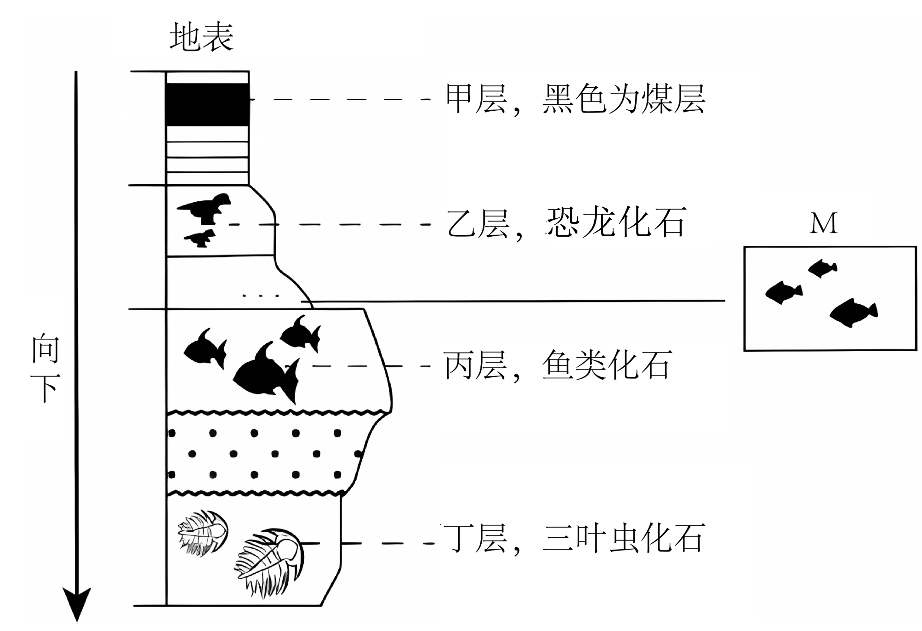 地表
甲层，黑色为煤层
乙层，恐龙化石
M
向下
丙层，鱼类化石
丁层，三叶虫化石